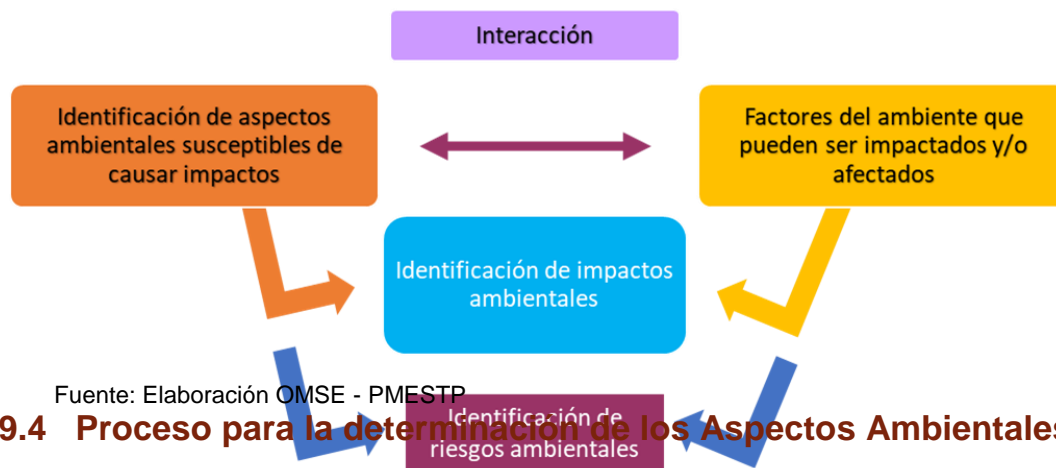 Interacción
Identificación de aspectos
ambientales susceptibles de
causar impactos
Factores del ambiente que
pueden ser impactados y/o
afectados
Identificación de impactos
ambientales
Fuente: Elaboración OMSE - PMESTP
Identificación de
riesgos ambientales
9.4 Proceso para la determinación de los Aspectos Ambientales